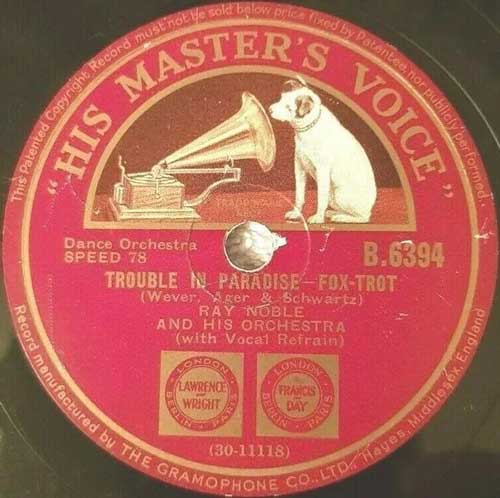 This Patented Copyright Record must not be sold below price fixed by Patentees nor publicly performed.
"HIS MASTER'S VOICE"
TRADE MARK
Dance Orchestra
SPEED 78
B.6394
TROUBLE IN PARADISE—FOX-TROT
(Wever, Ager & Schwartz)
RAY NOBLE
AND HIS ORCHESTRA
(with Vocal Refrain)
LONDON
LAWRENCE
AND
WRIGHT
BERLIN PARIS
LONDON
FRANCIS
DAY
BERLIN PARIS
(30-11118)
Record manufactured by THE GRAMOPHONE CO., LTD., Hayes, Middlesex, England